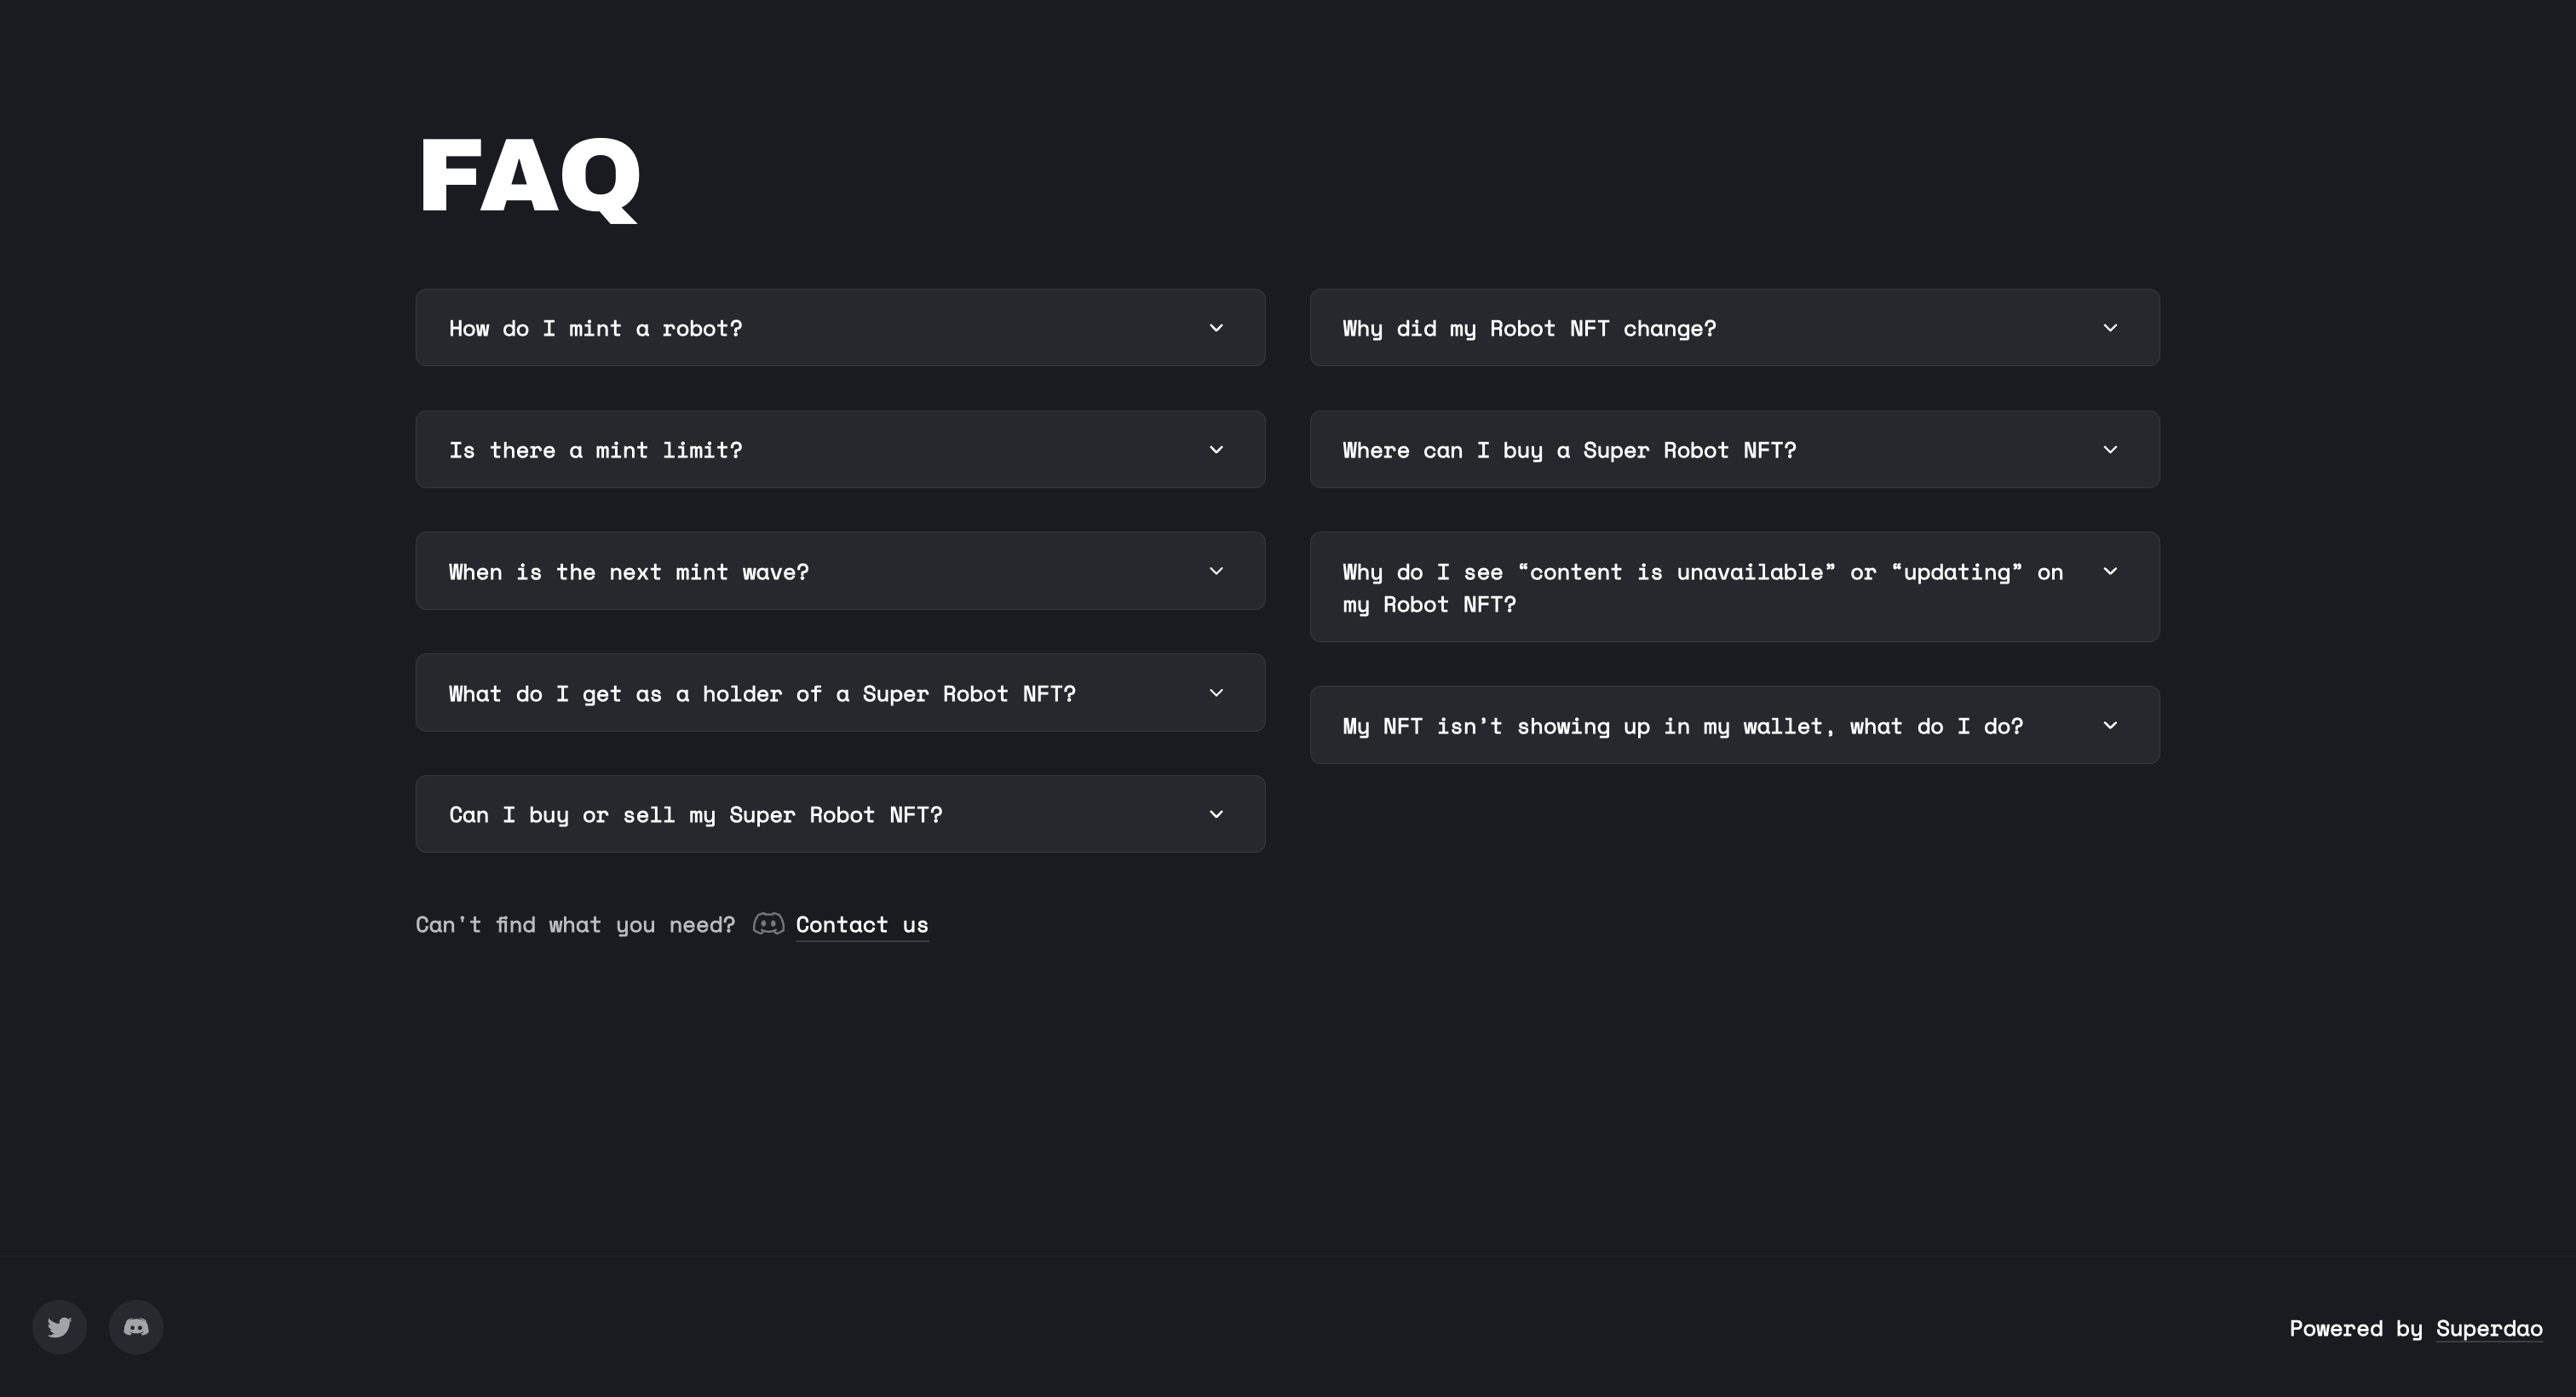 FAQ
How do I mint a robot?
Is there a mint limit?
When is the next mint wave?
What do I get as a holder of a Super Robot NFT?
Can I buy or sell my Super Robot NFT?
Why did my Robot NFT change?
Where can I buy a Super Robot NFT?
Why do I see “content is unavailable” or “updating” on
my Robot NFT?
My NFT isn’t showing up in my wallet, what do I do?
Can't find what you need? Contact us
Powered by Superdao